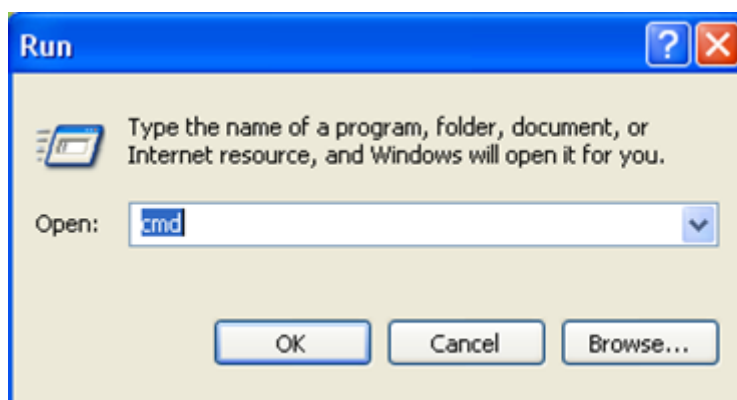 Run
Type the name of a program, folder, document, or
Internet resource, and Windows will open it for you.
Open: cmd
OK Cancel Browse...